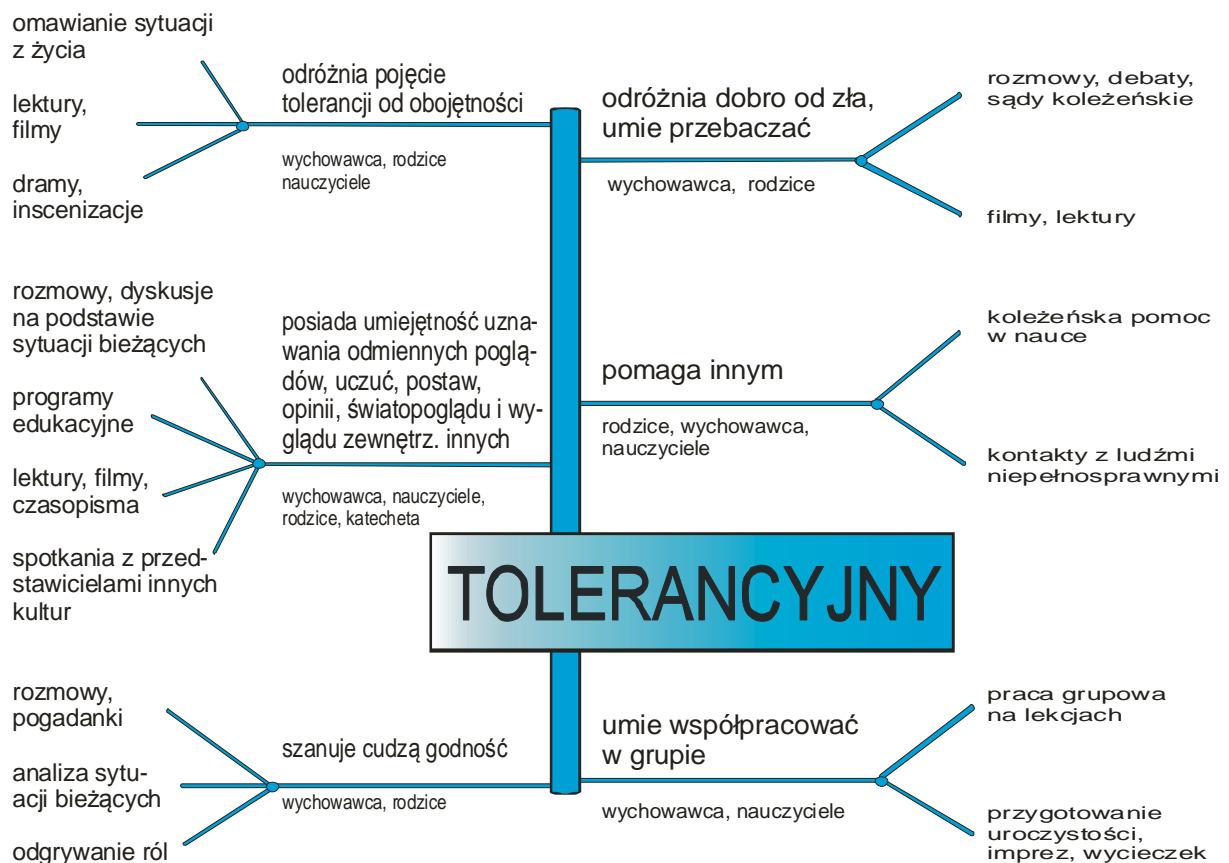 omawianie sytuacji
z życia
lektury,
filmy
dramy,
inscenizacje
odróżnia pojęcie
tolerancji od obojętności
wychowawca, rodzice
nauczyciele
odróżnia dobro od zła,
umie przebaczać
wychowawca, rodzice
rozmowy, debaty,
sądy koleżeńskie
filmy, lektury
rozmowy, dyskusje
na podstawie
sytuacji bieżących
programy
edukacyjne
lektury, filmy,
czasopisma
spotkania z przed-
stawicielami innych
kultur
posiada umiejętność uzna-
wania odmiennych poglą-
dów, uczuć, postaw,
opinii, światopoglądu i wy-
glądu zewnętrz. innych
wychowawca, nauczyciele,
rodzice, katecheta
pomaga innym
rodzice, wychowawca,
nauczyciele
koleżeńska pomoc
w nauce
kontakty z ludźmi
niepełnosprawnymi
TOLERANCYJNY
rozmowy,
pogadanki
analiza sytu-
acji bieżących
odgrywanie ról
szanuje cudzą godność
wychowawca, rodzice
umie współpracować
w grupie
wychowawca, nauczyciele
praca grupowa
na lekcjach
przygotowanie
uroczystości,
imprez, wycieczek